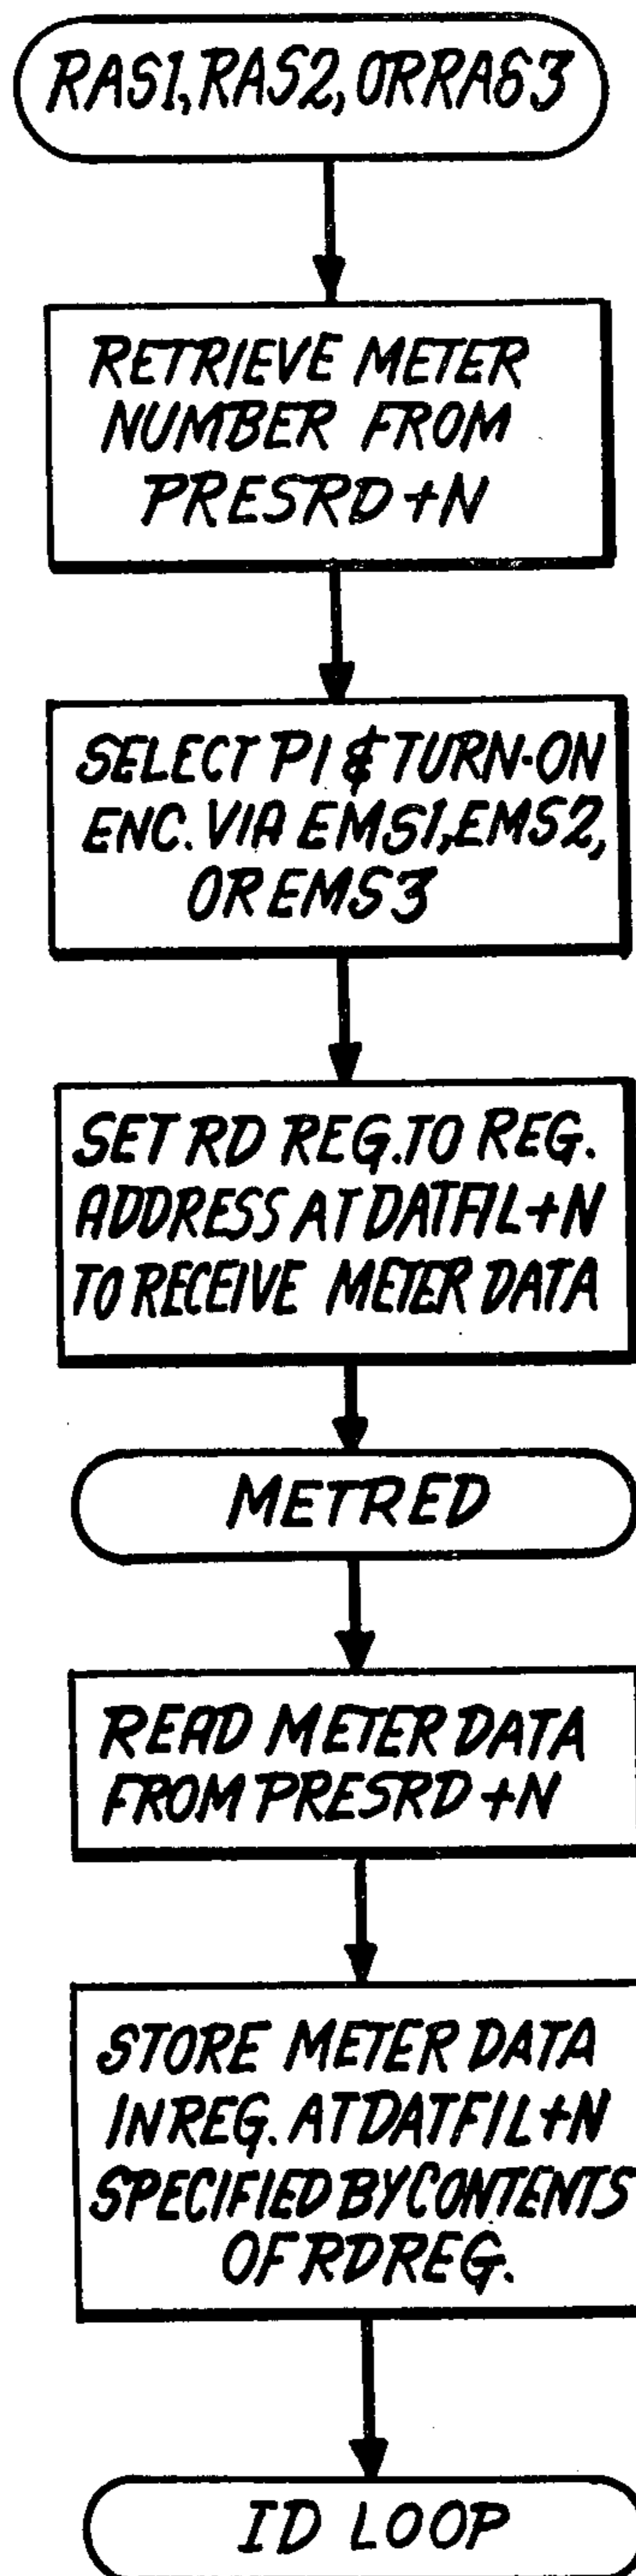 RAS1, RAS2, OR RAS3
RETRIEVE METER
NUMBER FROM
PRESRD +N
SELECT PI & TURN-ON
ENC. VIA EMS1, EMS2,
OR EMS3
SET RD REG. TO REG.
ADDRESS AT DATFIL+N
TO RECEIVE METER DATA
METRED
READ METER DATA
FROM PRESRD +N
STORE METER DATA
IN REG. AT DATFIL+N
SPECIFIED BY CONTENTS
OF RDREG.
ID LOOP